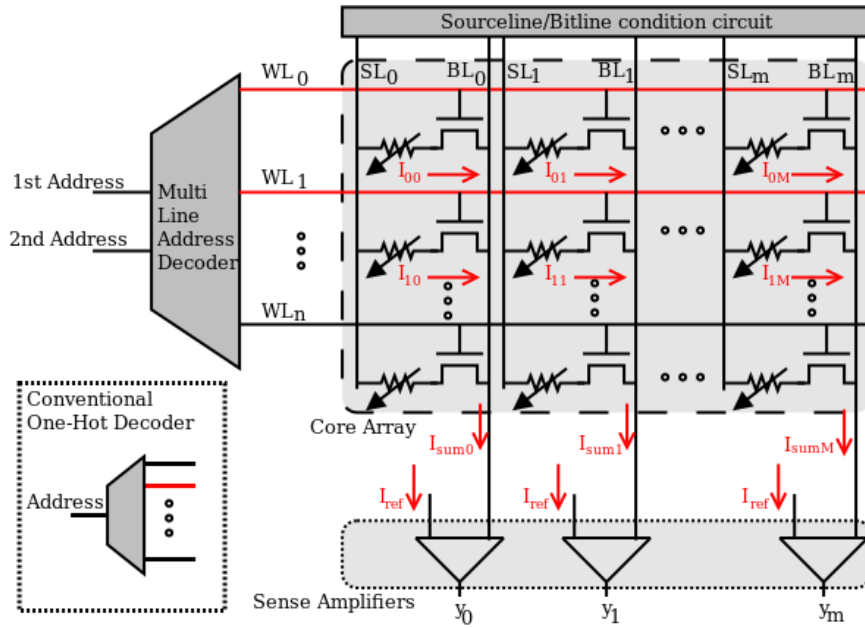 Sourceline/Bitline condition circuit
WL0
SL0
BL0
SL1
BL1
SLm
BLm
I00
I01
I0M
1st Address
2nd Address
Multi
Line
Address
Decoder
WL1
I10
I11
I1M
WLn
Conventional
One-Hot Decoder
Address
Core Array
Isum0
Isum1
IsumM
Iref
Iref
Iref
Sense Amplifiers
y0
y1
ym